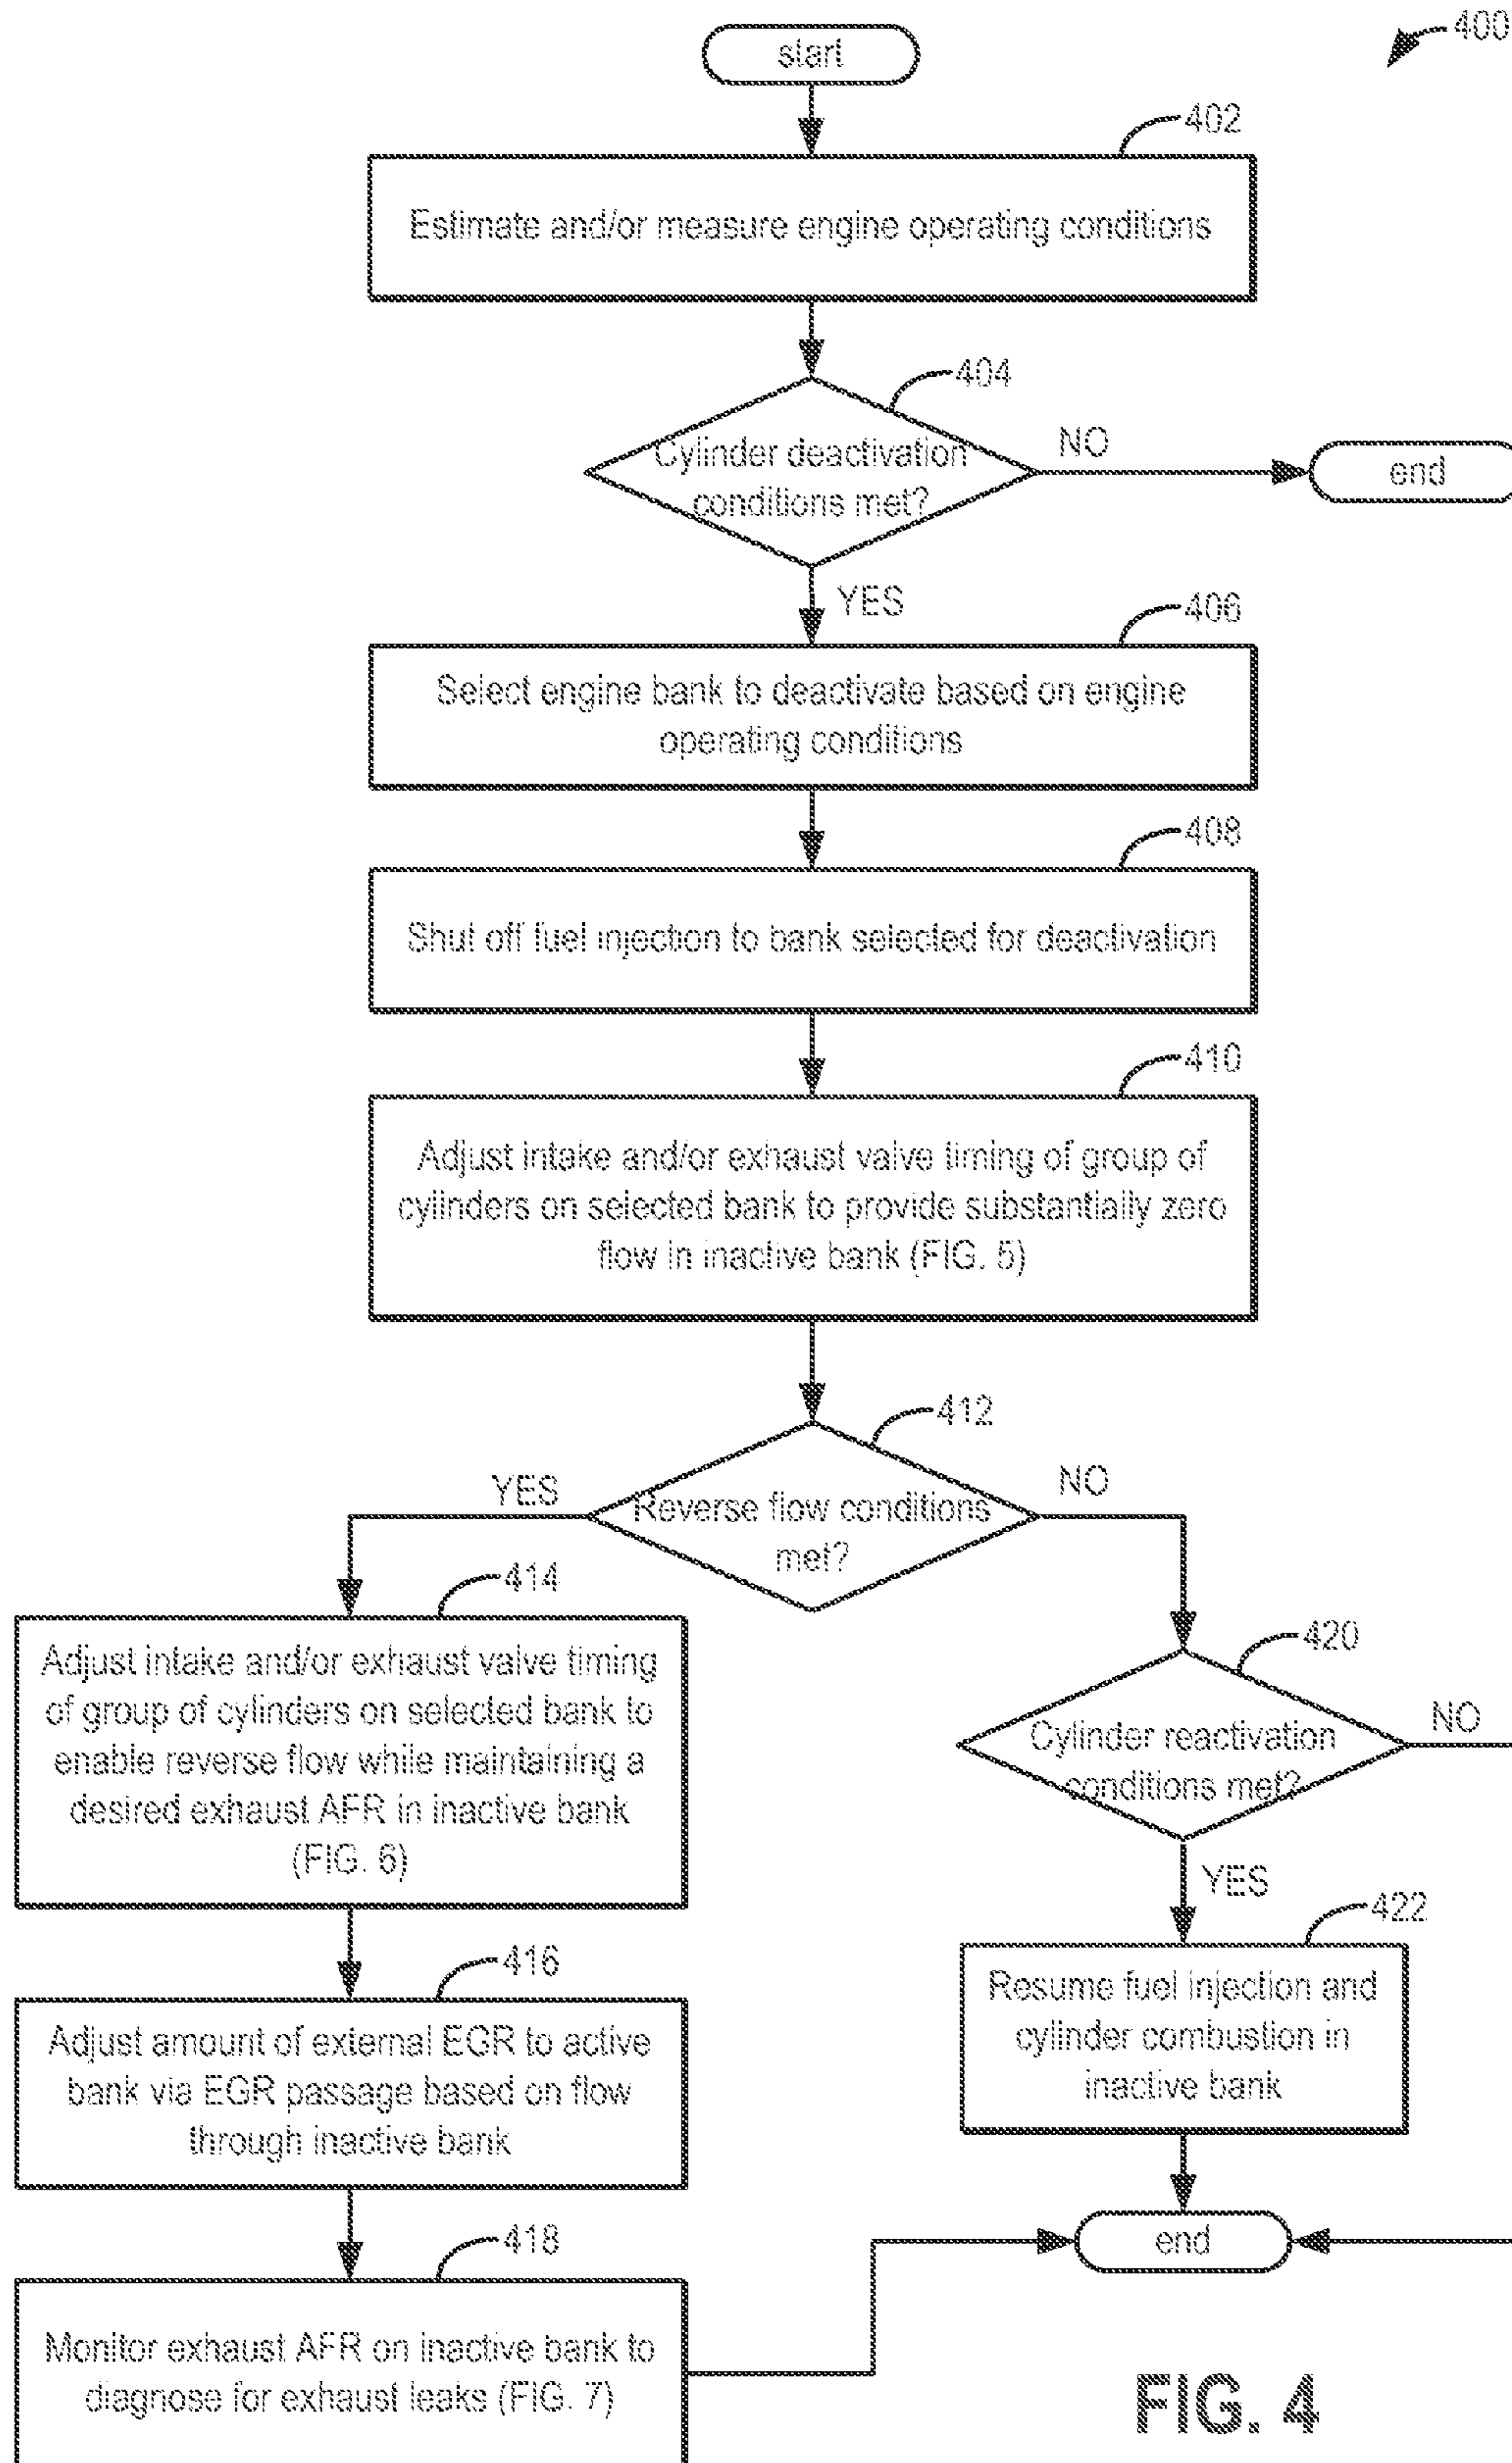 400
start
402
Estimate and/or measure engine operating conditions
404
Cylinder deactivation
conditions met?
NO
end
YES
406
Select engine bank to deactivate based on engine
operating conditions
408
Shut off fuel injection to bank selected for deactivation
410
Adjust intake and/or exhaust valve timing of group of
cylinders on selected bank to provide substantially zero
flow in inactive bank (FIG. 5)
412
Reverse flow conditions
met?
YES
NO
414
Adjust intake and/or exhaust valve timing
of group of cylinders on selected bank to
enable reverse flow while maintaining a
desired exhaust AFR in inactive bank
(FIG. 6)
420
Cylinder reactivation
conditions met?
NO
YES
416
Adjust amount of external EGR to active
bank via EGR passage based on flow
through inactive bank
422
Resume fuel injection and
cylinder combustion in
inactive bank
418
Monitor exhaust AFR on inactive bank to
diagnose for exhaust leaks (FIG. 7)
end
FIG. 4